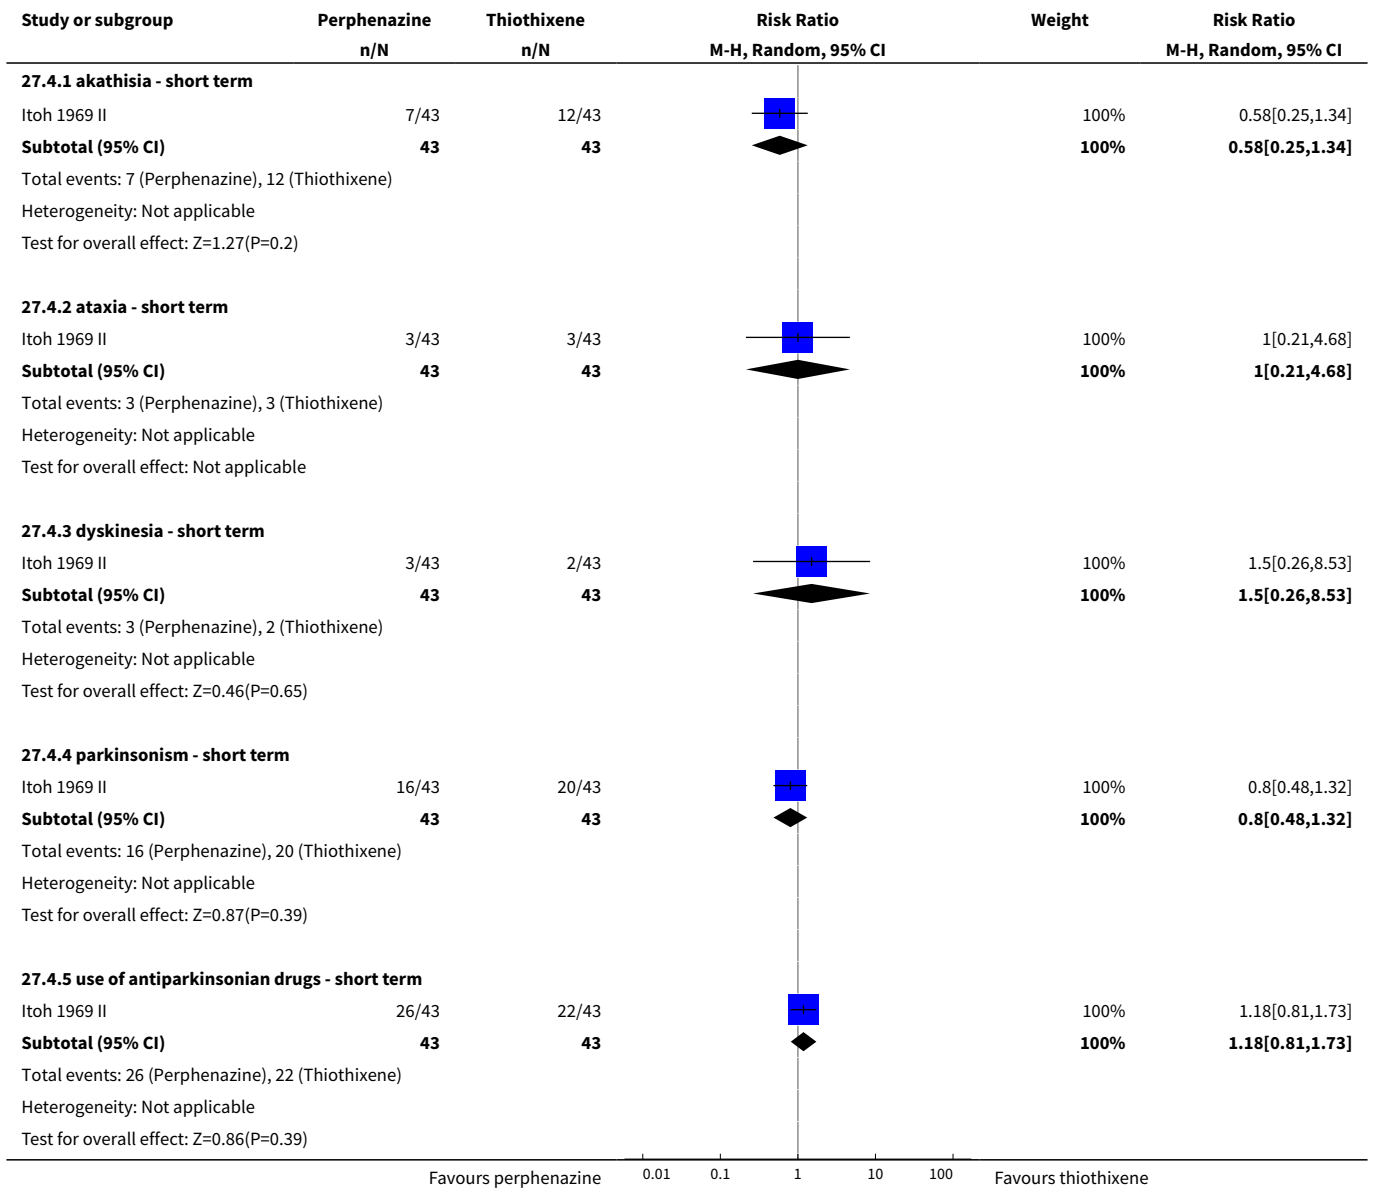 Study or subgroup Perphenazine Thiothixene Risk Ratio Weight Risk Ratio
n/N n/N M-H, Random, 95% CI M-H, Random, 95% CI
27.4.1 akathisia - short term
Itoh 1969 II 7/43 12/43 100% 0.58[0.25,1.34]
Subtotal (95% CI) 43 43 100% 0.58[0.25,1.34]
Total events: 7 (Perphenazine), 12 (Thiothixene)
Heterogeneity: Not applicable
Test for overall effect: Z=1.27(P=0.2)
27.4.2 ataxia - short term
Itoh 1969 II 3/43 3/43 100% 1[0.21,4.68]
Subtotal (95% CI) 43 43 100% 1[0.21,4.68]
Total events: 3 (Perphenazine), 3 (Thiothixene)
Heterogeneity: Not applicable
Test for overall effect: Not applicable
27.4.3 dyskinesia - short term
Itoh 1969 II 3/43 2/43 100% 1.5[0.26,8.53]
Subtotal (95% CI) 43 43 100% 1.5[0.26,8.53]
Total events: 3 (Perphenazine), 2 (Thiothixene)
Heterogeneity: Not applicable
Test for overall effect: Z=0.46(P=0.65)
27.4.4 parkinsonism - short term
Itoh 1969 II 16/43 20/43 100% 0.8[0.48,1.32]
Subtotal (95% CI) 43 43 100% 0.8[0.48,1.32]
Total events: 16 (Perphenazine), 20 (Thiothixene)
Heterogeneity: Not applicable
Test for overall effect: Z=0.87(P=0.39)
27.4.5 use of antiparkinsonian drugs - short term
Itoh 1969 II 26/43 22/43 100% 1.18[0.81,1.73]
Subtotal (95% CI) 43 43 100% 1.18[0.81,1.73]
Total events: 26 (Perphenazine), 22 (Thiothixene)
Heterogeneity: Not applicable
Test for overall effect: Z=0.86(P=0.39)
Favours perphenazine 0.01 0.1 1 10 100 Favours thiothixene